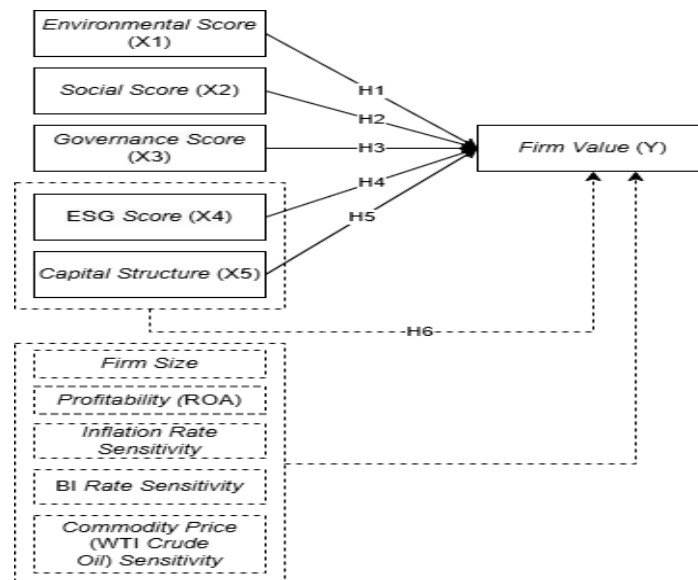 Environmental Score
(X1)
Social Score (X2)
Governance Score
(X3)
ESG Score (X4)
Capital Structure (X5)
H1
H2
H3
H4
H5
Firm Value (Y)
H6
Firm Size
Profitability (ROA)
Inflation Rate
Sensitivity
BI Rate Sensitivity
Commodity Price
(WTI Crude
Oil) Sensitivity